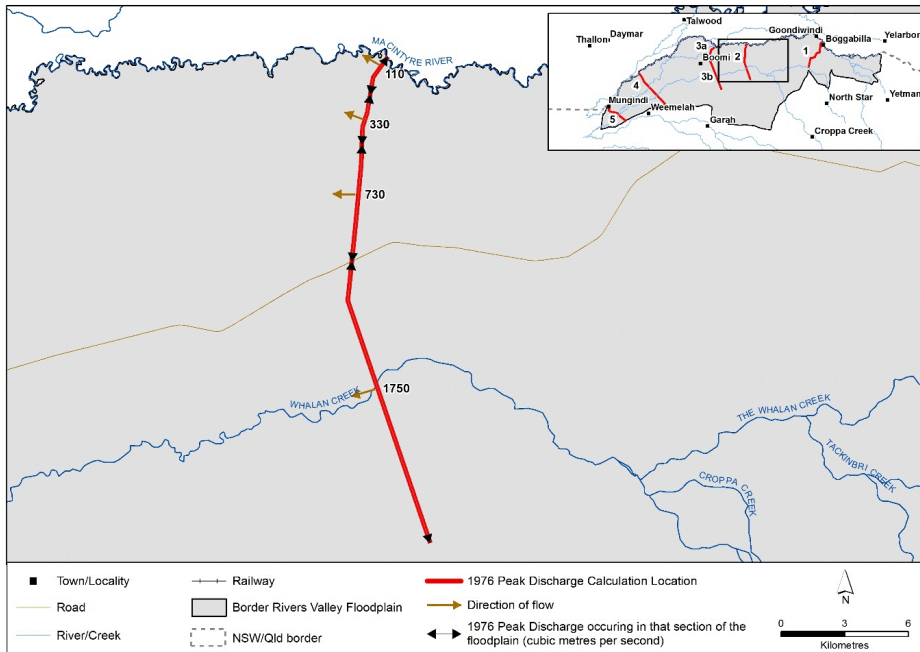 MACINTYRE RIVER
110
330
730
1750
WHALAN CREEK
THE WHALAN CREEK
TACKINBRI CREEK
CROPPA CREEK
Talwood
Thallon
Daymar
Goondiwindi
Yelarbon
Boggabilla
3a
Boomi
2
1
3b
4
Mungindi
Weemelah
North Star
Yetman
5
Garah
Croppa Creek
Town/Locality
Road
River/Creek
Railway
Border Rivers Valley Floodplain
NSW/Qld border
1976 Peak Discharge Calculation Location
Direction of flow
1976 Peak Discharge occuring in that section of the
floodplain (cubic metres per second)
N
0 3 6
Kilometres